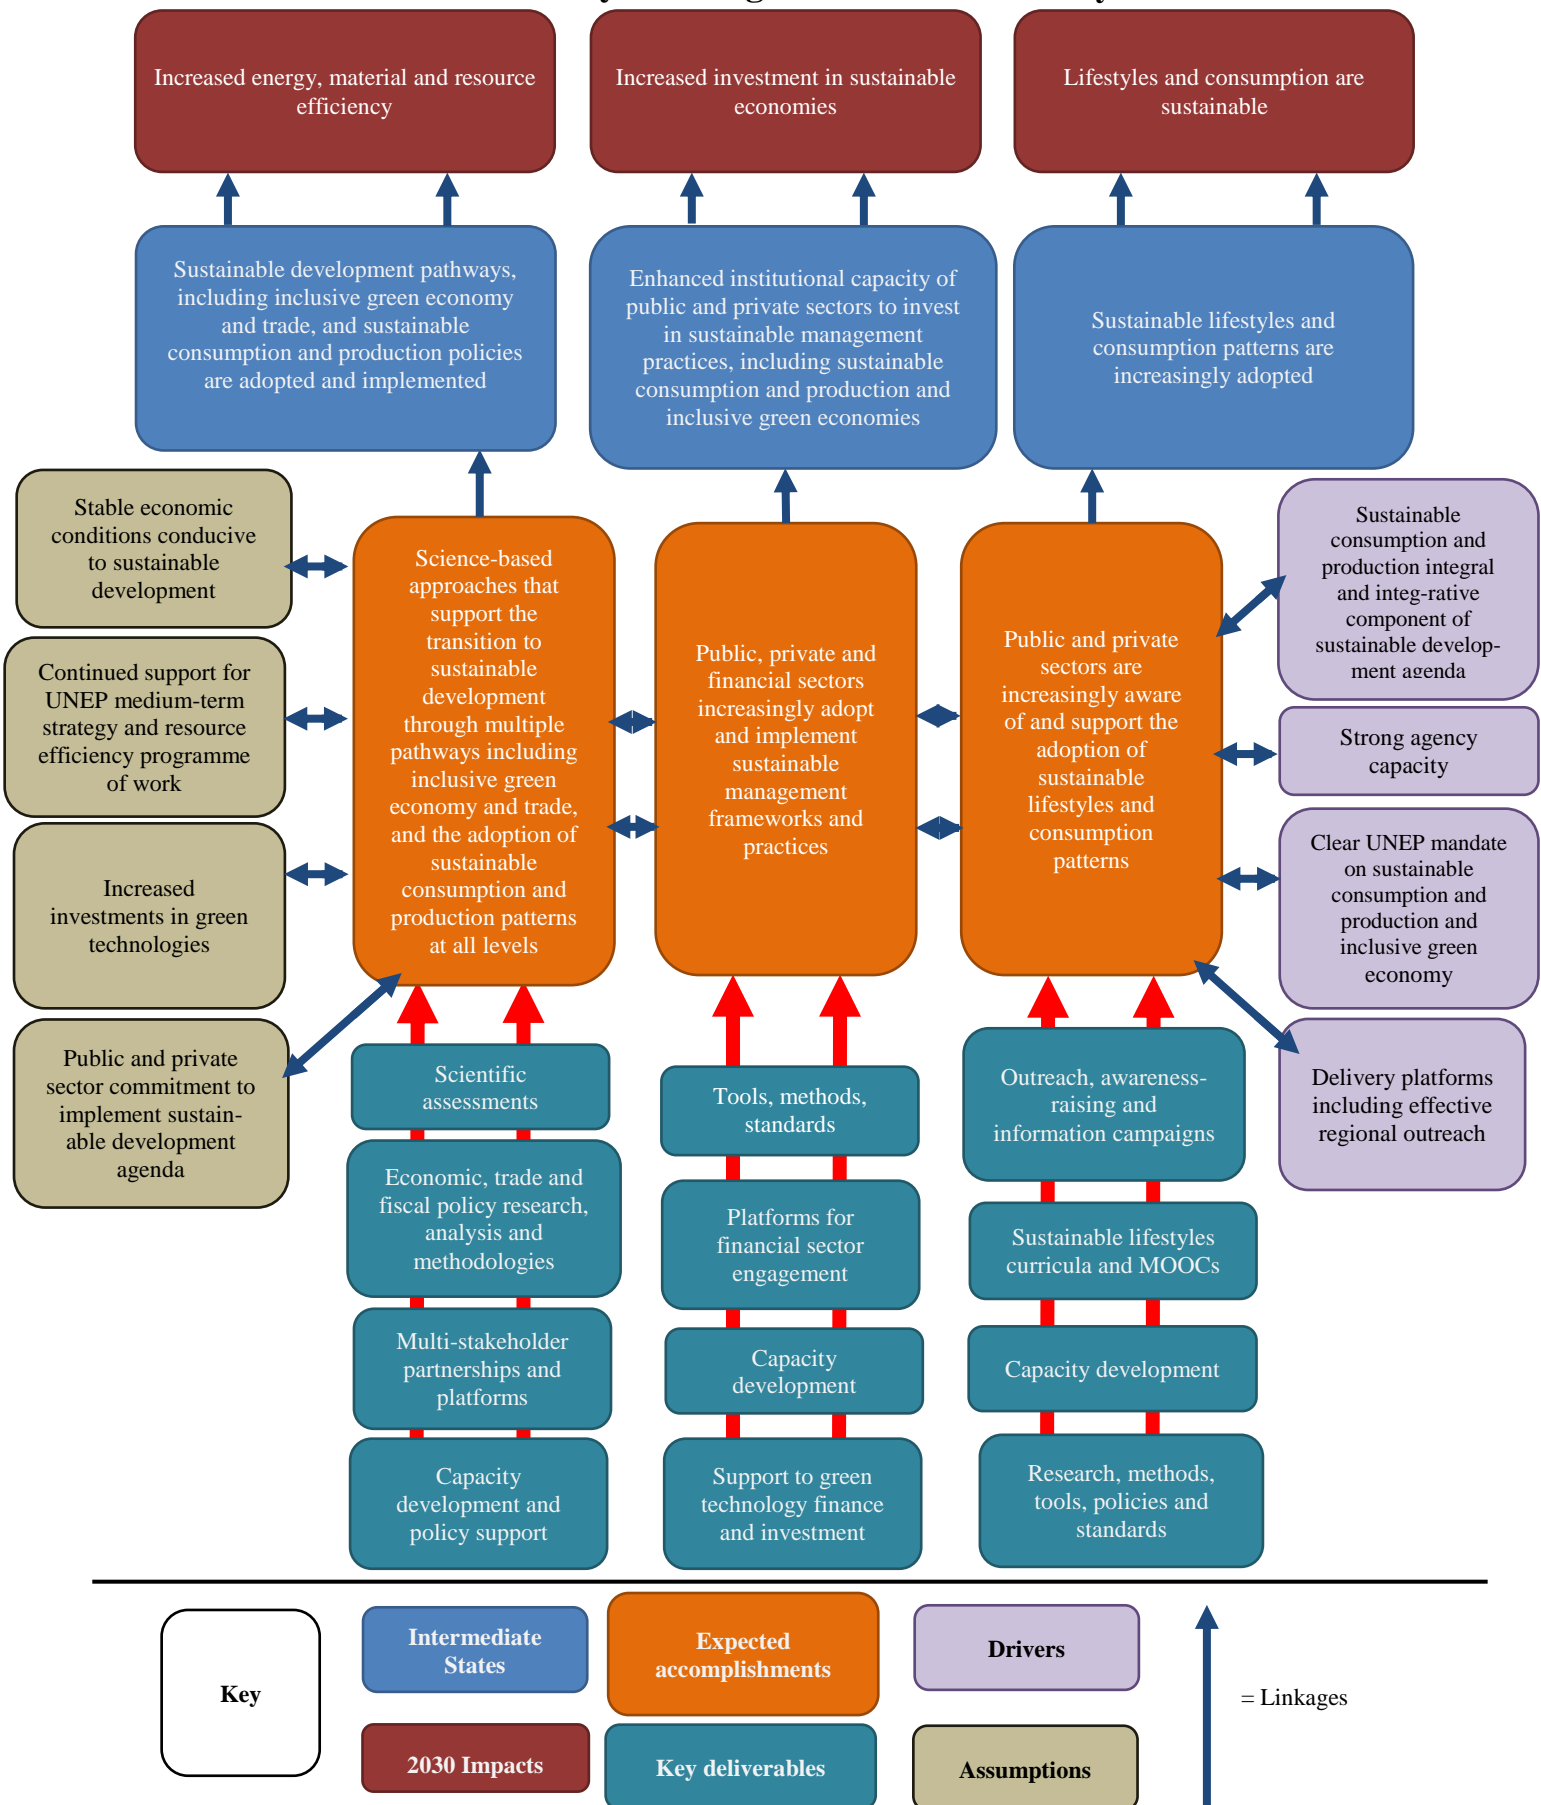 Increased energy, material and resource
efficiency
Increased investment in sustainable
economies
Lifestyles and consumption are
sustainable
Sustainable development pathways,
including inclusive green economy
and trade, and sustainable
consumption and production policies
are adopted and implemented
Enhanced institutional capacity of
public and private sectors to invest
in sustainable management
practices, including sustainable
consumption and production and
inclusive green economies
Sustainable lifestyles and
consumption patterns are
increasingly adopted
Stable economic
conditions conducive
to sustainable
development
Continued support for
UNEP medium-term
strategy and resource
efficiency programme
of work
Increased
investments in green
technologies
Public and private
sector commitment to
implement sustain-
able development
agenda
Science-based
approaches that
support the
transition to
sustainable
development
through multiple
pathways including
inclusive green
economy and trade,
and the adoption of
sustainable
consumption and
production patterns
at all levels
Public, private and
financial sectors
increasingly adopt
and implement
sustainable
management
frameworks and
practices
Public and private
sectors are
increasingly aware
of and support the
adoption of
sustainable
lifestyles and
consumption
patterns
Sustainable
consumption and
production integral
and integ-rative
component of
sustainable develop-
ment agenda
Strong agency
capacity
Clear UNEP mandate
on sustainable
consumption and
production and
inclusive green
economy
Delivery platforms
including effective
regional outreach
Scientific
assessments
Economic, trade and
fiscal policy research,
analysis and
methodologies
Multi-stakeholder
partnerships and
platforms
Capacity
development and
policy support
Tools, methods,
standards
Platforms for
financial sector
engagement
Capacity
development
Support to green
technology finance
and investment
Outreach, awareness-
raising and
information campaigns
Sustainable lifestyles
curricula and MOOCs
Capacity development
Research, methods,
tools, policies and
standards
Key
Intermediate
States
Expected
accomplishments
Drivers
= Linkages
2030 Impacts
Key deliverables
Assumptions